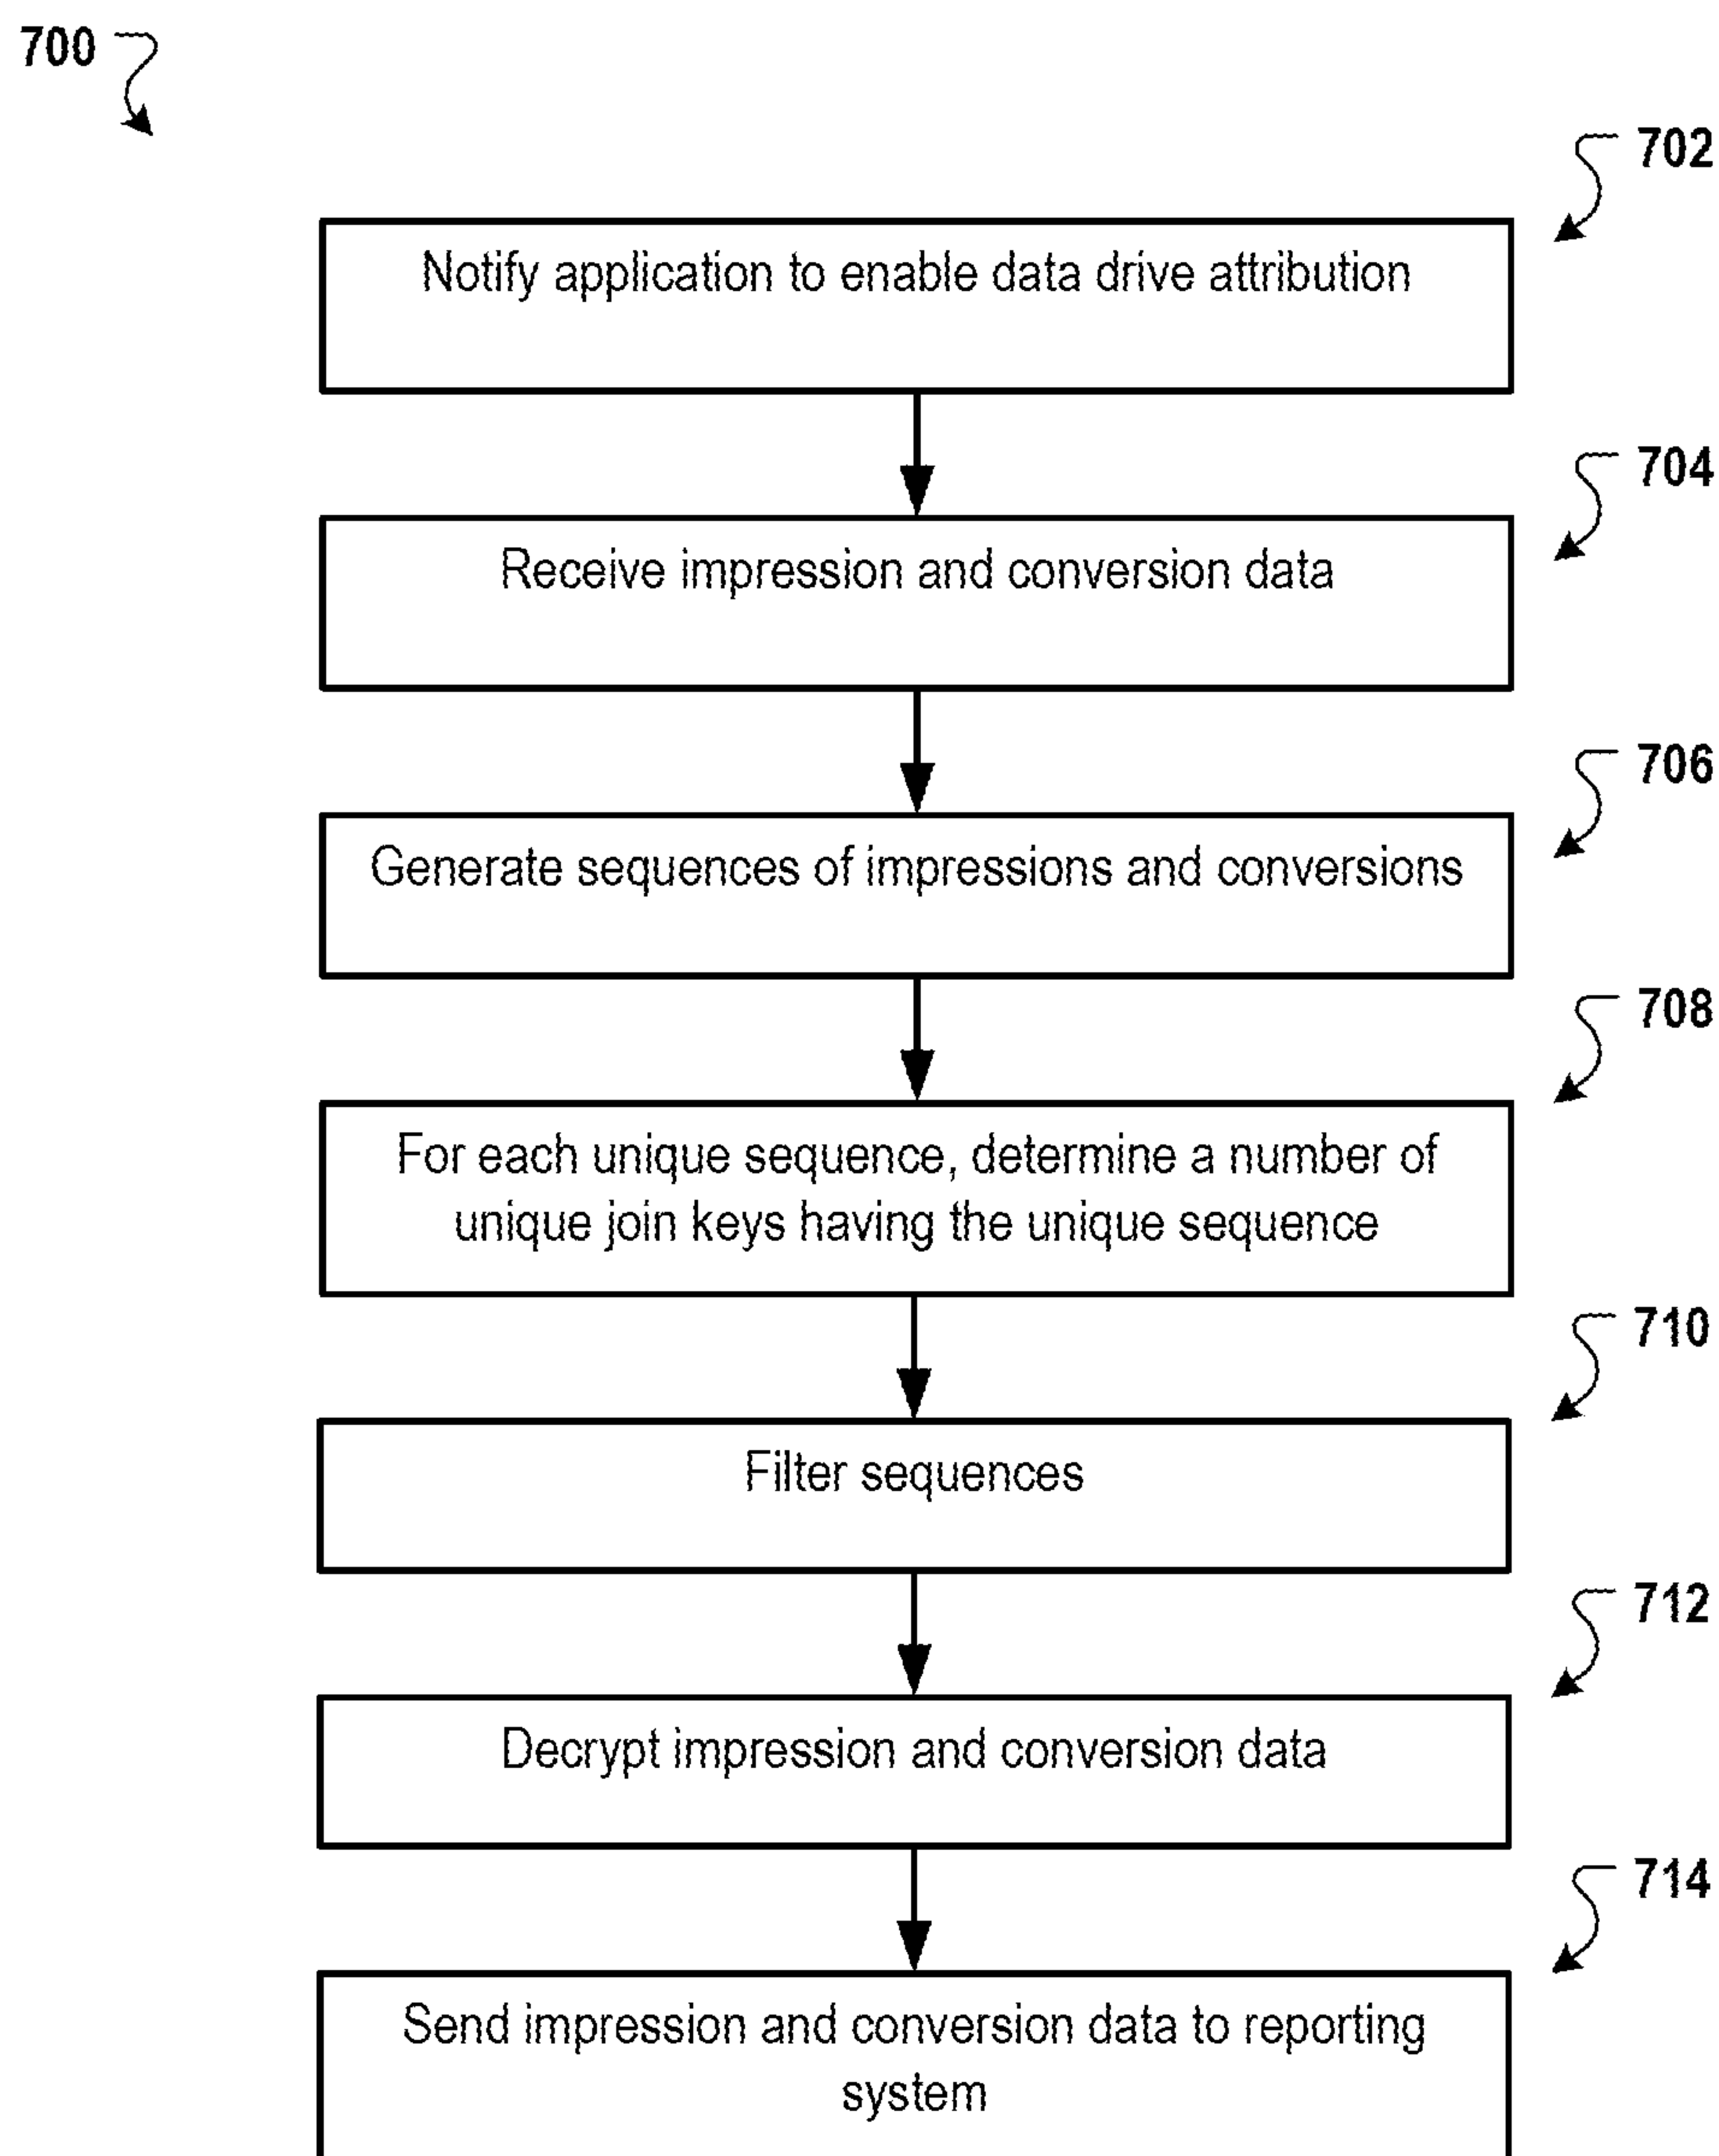 700
702
Notify application to enable data drive attribution
704
Receive impression and conversion data
706
Generate sequences of impressions and conversions
708
For each unique sequence, determine a number of
unique join keys having the unique sequence
710
Filter sequences
712
Decrypt impression and conversion data
714
Send impression and conversion data to reporting
system